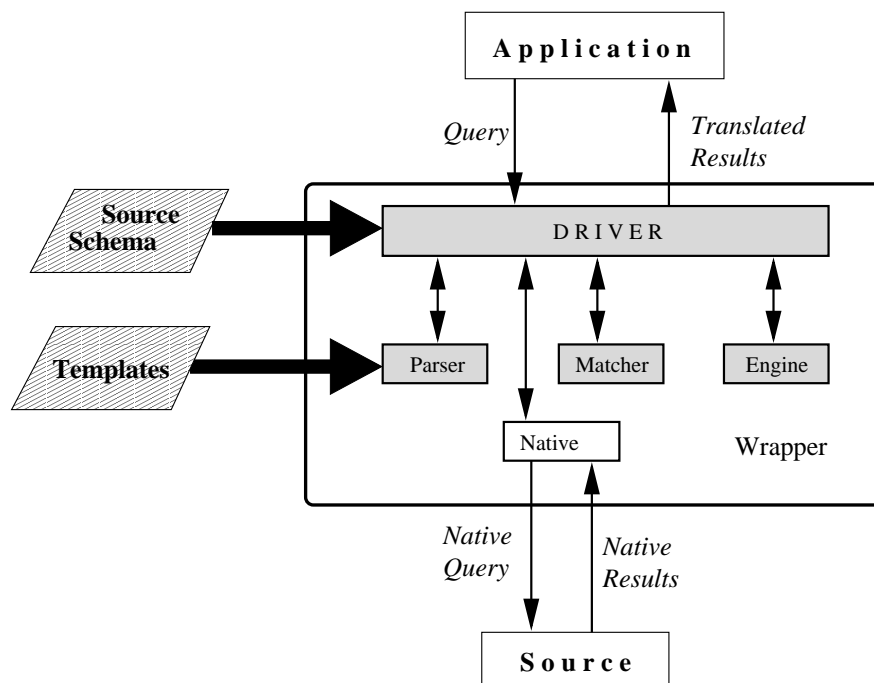 Application
Query
Translated
Results
Source
Schema
DRIVER
Templates
Parser
Matcher
Engine
Native
Wrapper
Native
Query
Native
Results
Source